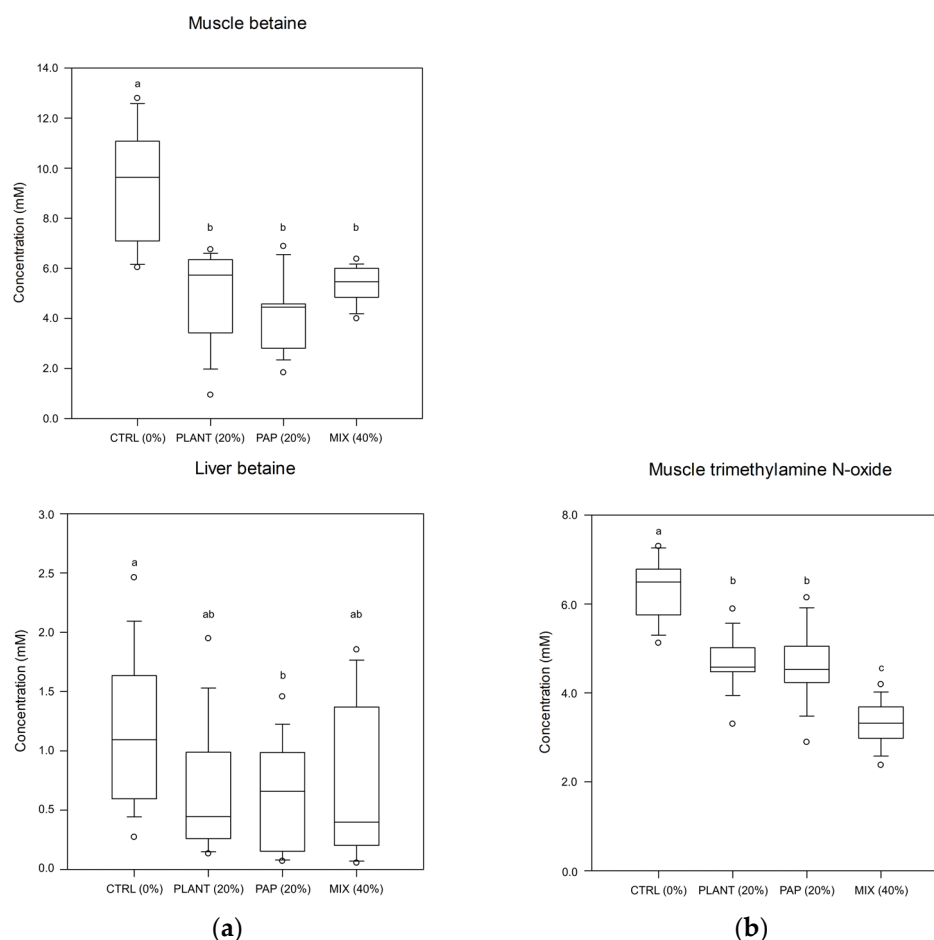 Muscle betaine
14.0
12.0
10.0
8.0
6.0
4.0
2.0
0.0
Concentration (mM)
a
b
b
b
CTRL (0%) PLANT (20%) PAP (20%) MIX (40%)
Liver betaine
3.0
2.5
2.0
1.5
1.0
0.5
0.0
Concentration (mM)
a
ab
b
ab
CTRL (0%) PLANT (20%) PAP (20%) MIX (40%)
(a)
Muscle trimethylamine N-oxide
8.0
6.0
4.0
2.0
0.0
Concentration (mM)
a
b
b
c
CTRL (0%) PLANT (20%) PAP (20%) MIX (40%)
(b)